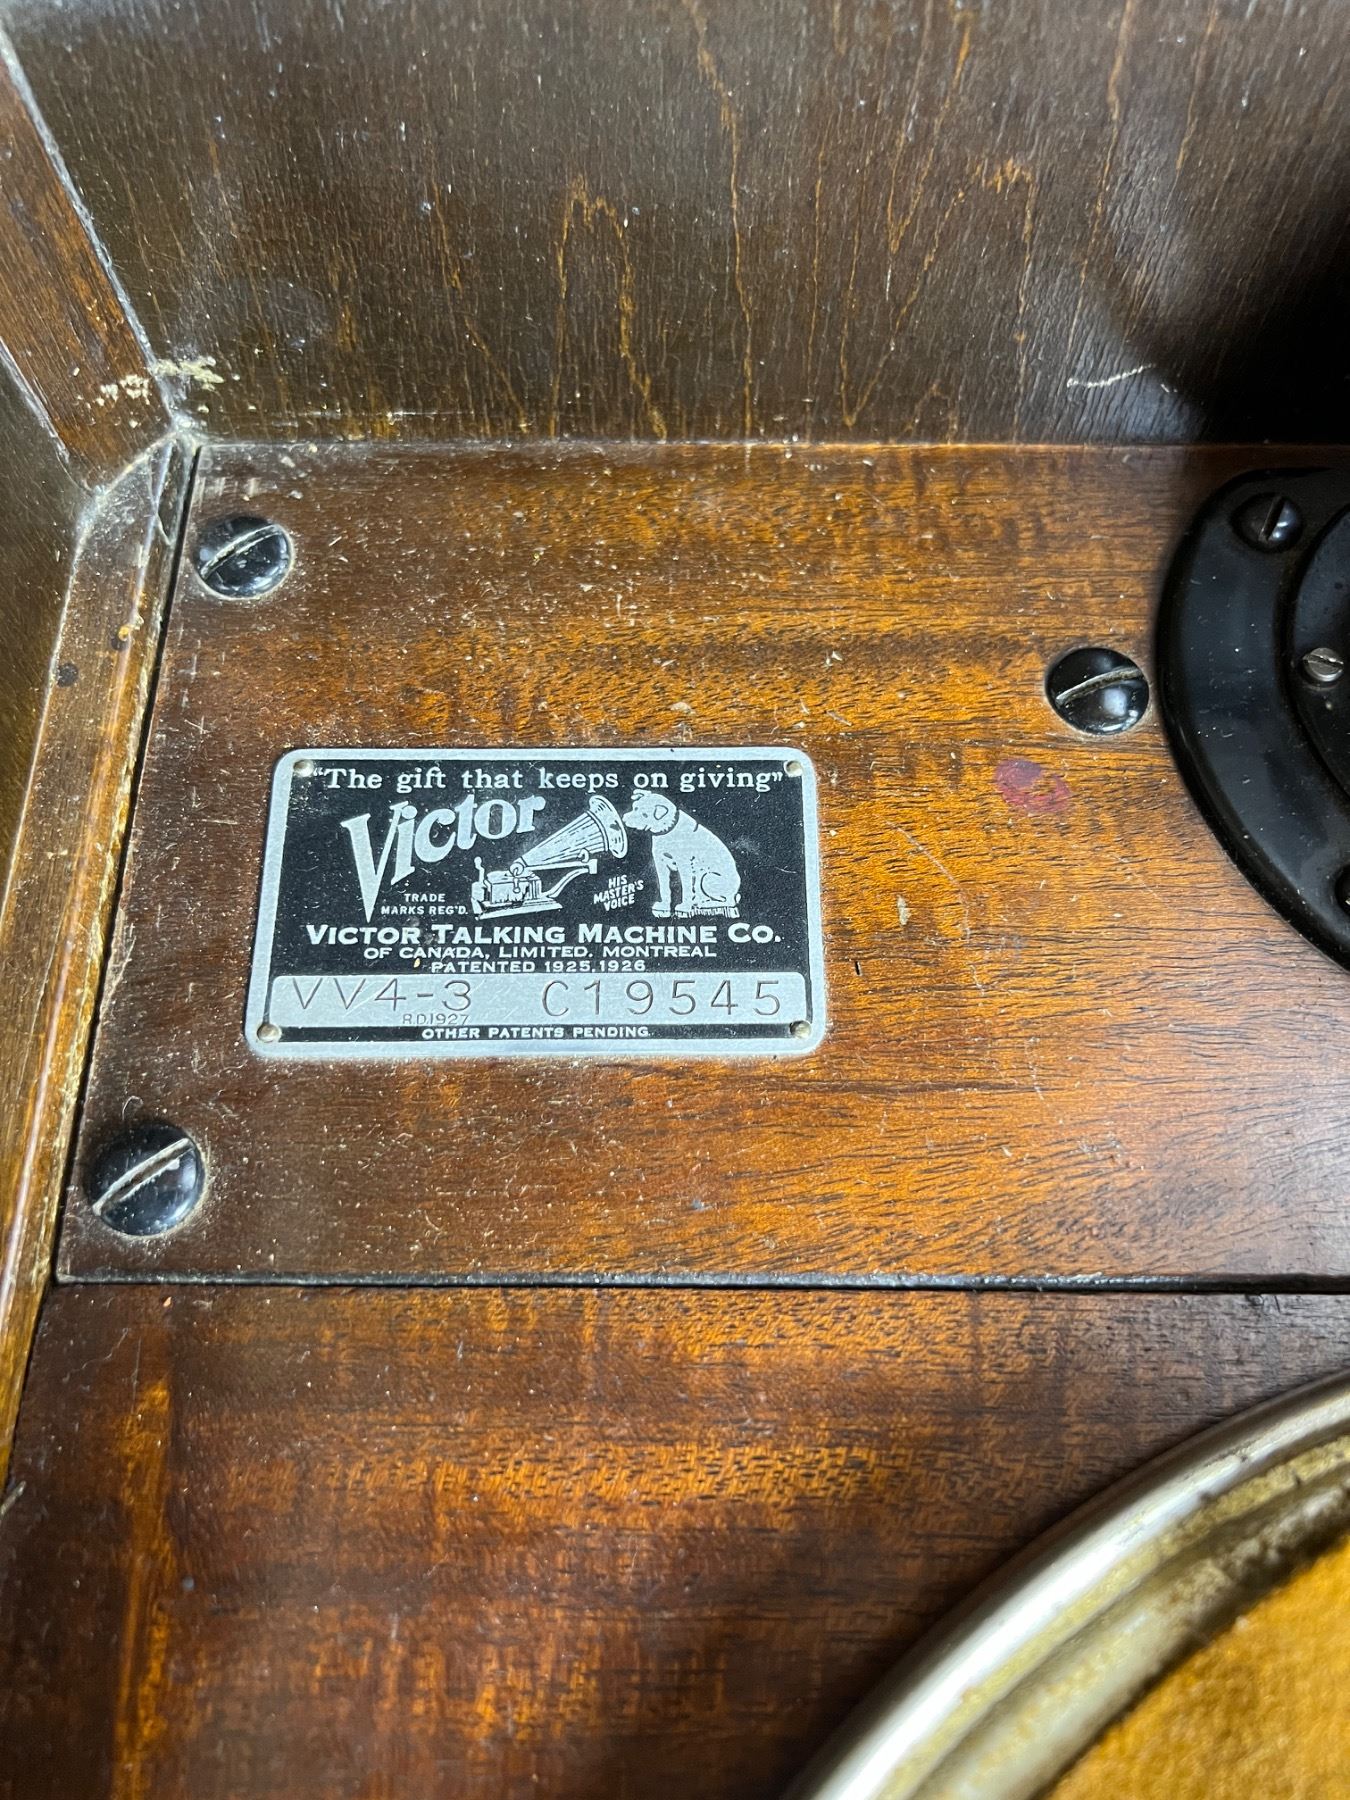 "The gift that keeps on giving"
Victor
TRADE
MARKS REG'D.
HIS
MASTER'S
VOICE
VICTOR TALKING MACHINE CO.
OF CANADA, LIMITED. MONTREAL
PATENTED 1925, 1926
VV4-3 C19545
R.D.1927
OTHER PATENTS PENDING.